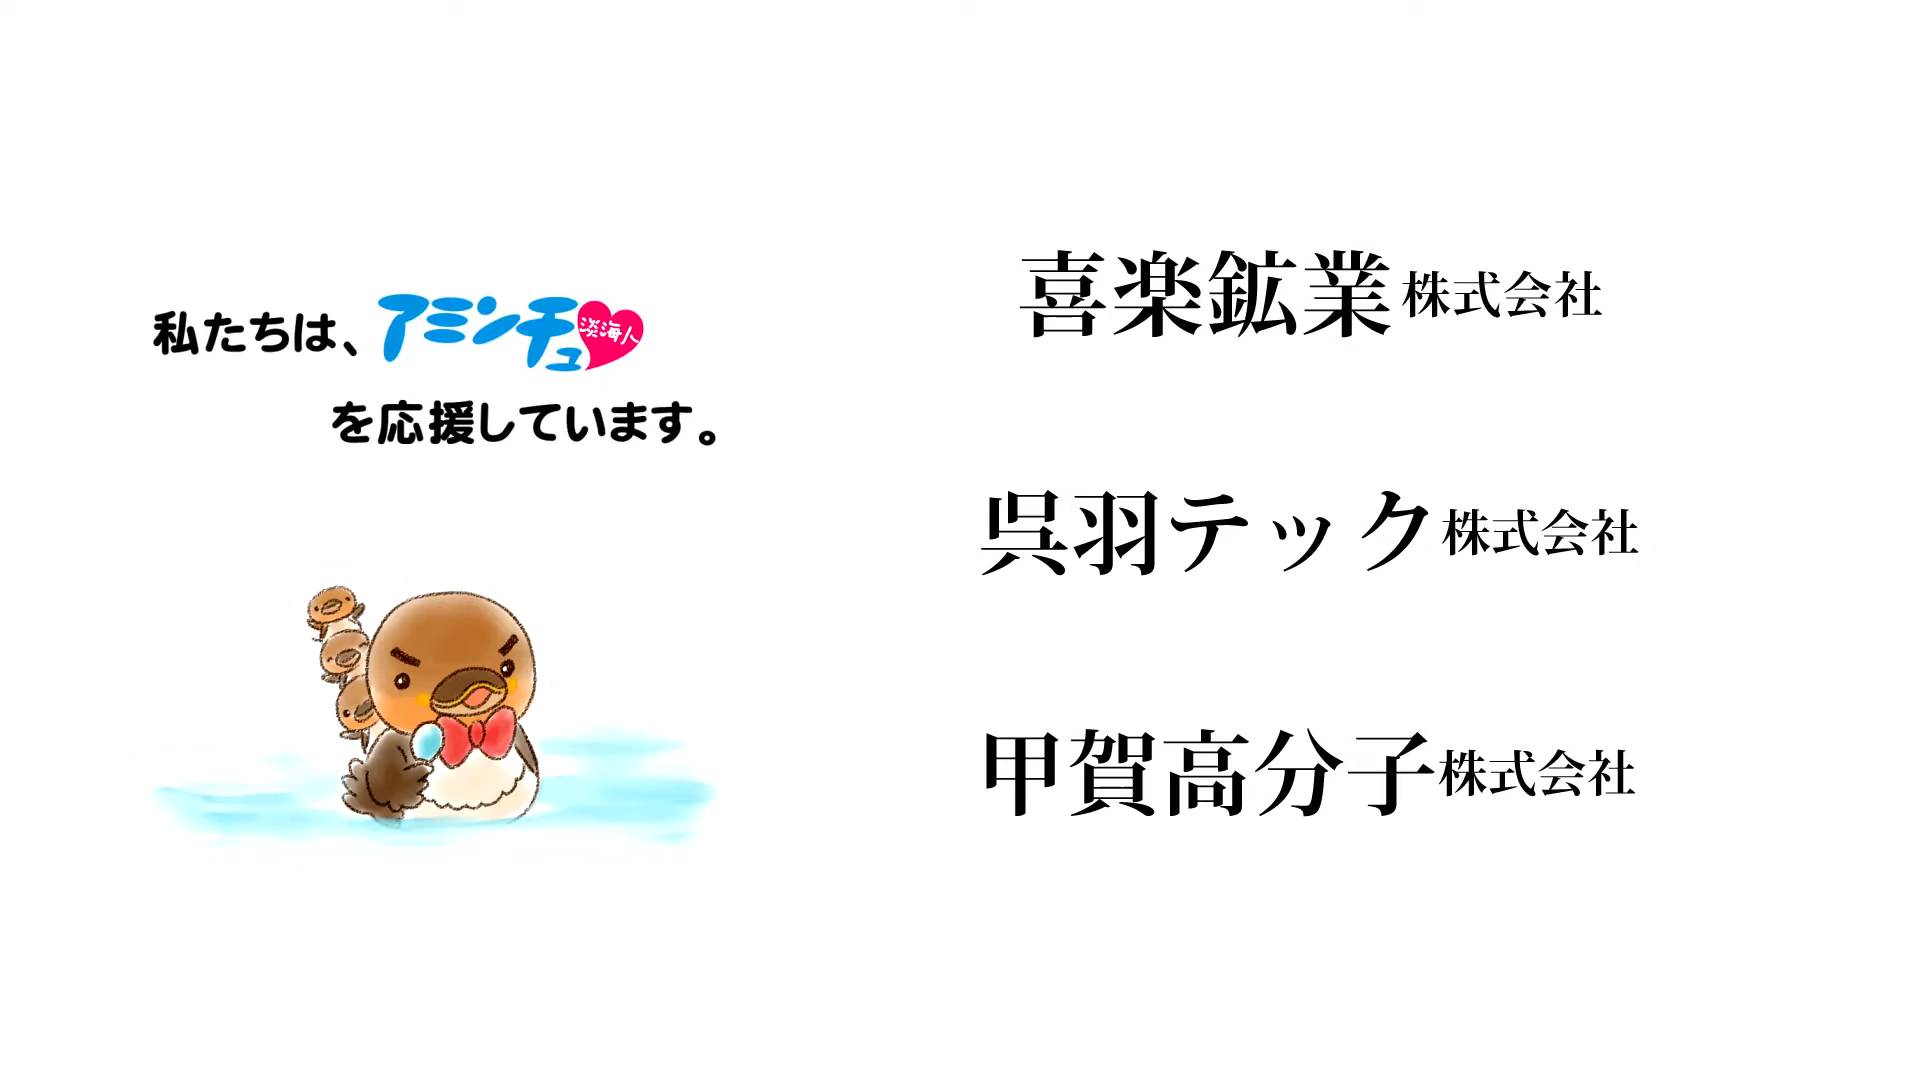 私たちは、アミンチュ淡海人
を応援しています。
喜楽鉱業株式会社
呉羽テック株式会社
甲賀高分子株式会社